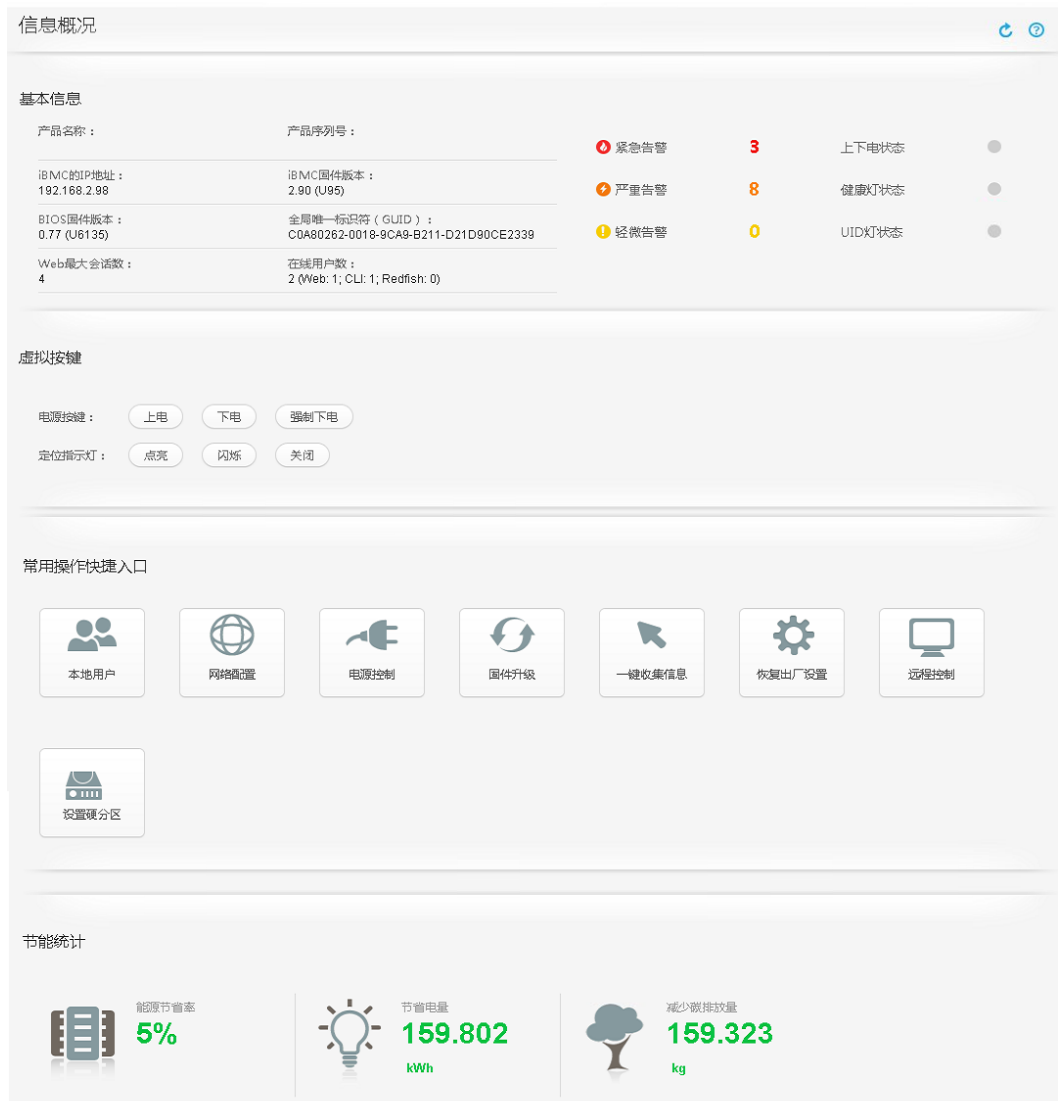 信息概况
基本信息
产品名称：
产品序列号：
iBMC的IP地址：
192.168.2.98
iBMC固件版本：
2.90 (U95)
BIOS固件版本：
0.77 (U6135)
全局唯一标识符（GUID）：
C0A80262-0018-9CA9-B211-D21D90CE2339
Web最大会话数：
4
在线用户数：
2 (Web: 1; CLI: 1; Redfish: 0)
紧急告警 3 上下电状态
严重告警 8 健康灯状态
轻微告警 0 UID灯状态
虚拟按键
电源按键： 上电 下电 强制下电
定位指示灯： 点亮 闪烁 关闭
常用操作快捷入口
本地用户 网络配置 电源控制 固件升级 一键收集信息 恢复出厂设置 远程控制
设置硬分区
节能统计
能源节省率
5%
节省电量
159.802
kWh
减少碳排放量
159.323
kg